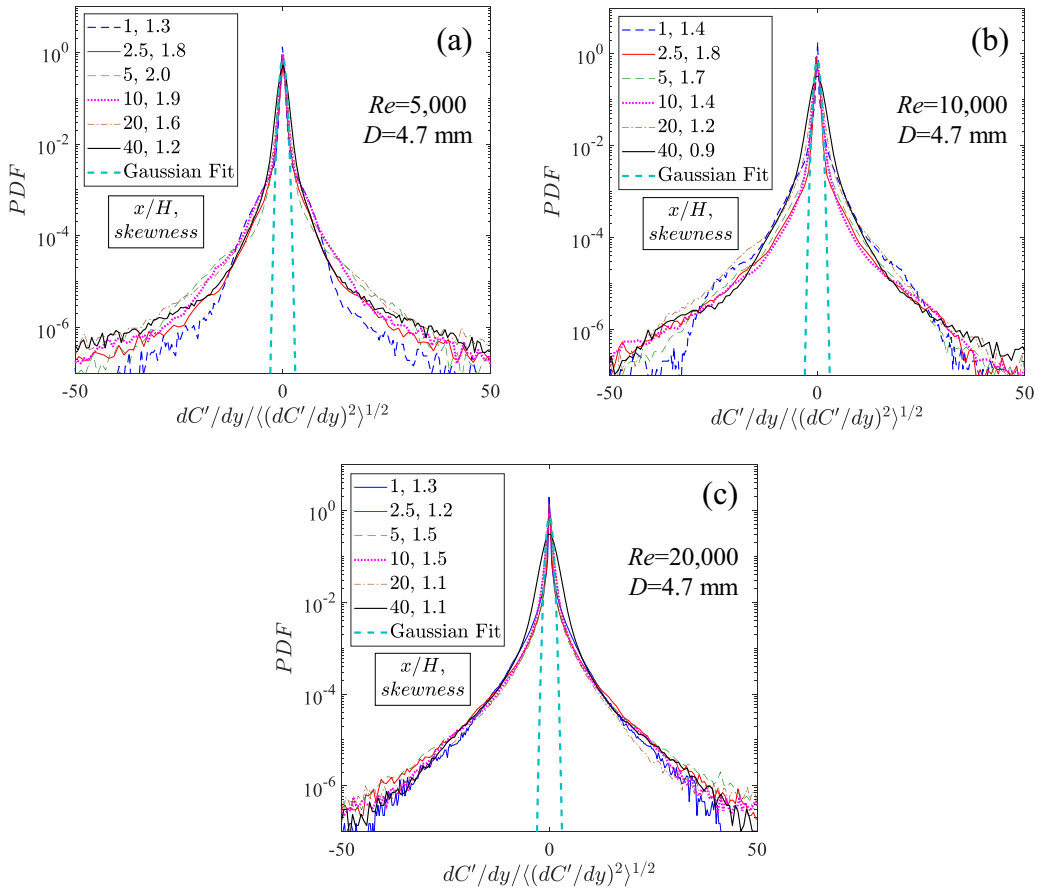 (a)
1, 1.3
2.5, 1.8
5, 2.0
10, 1.9
20, 1.6
40, 1.2
Gaussian Fit
x/H,
skewness
Re=5,000
D=4.7 mm
PDF
10^0
10^-2
10^-4
10^-6
-50
0
50
dC′/dy/⟨(dC′/dy)^2⟩^1/2
(b)
1, 1.4
2.5, 1.8
5, 1.7
10, 1.4
20, 1.2
40, 0.9
Gaussian Fit
x/H,
skewness
Re=10,000
D=4.7 mm
PDF
10^0
10^-2
10^-4
10^-6
-50
0
50
dC′/dy/⟨(dC′/dy)^2⟩^1/2
(c)
1, 1.3
2.5, 1.2
5, 1.5
10, 1.5
20, 1.1
40, 1.1
Gaussian Fit
x/H,
skewness
Re=20,000
D=4.7 mm
PDF
10^0
10^-2
10^-4
10^-6
-50
0
50
dC′/dy/⟨(dC′/dy)^2⟩^1/2